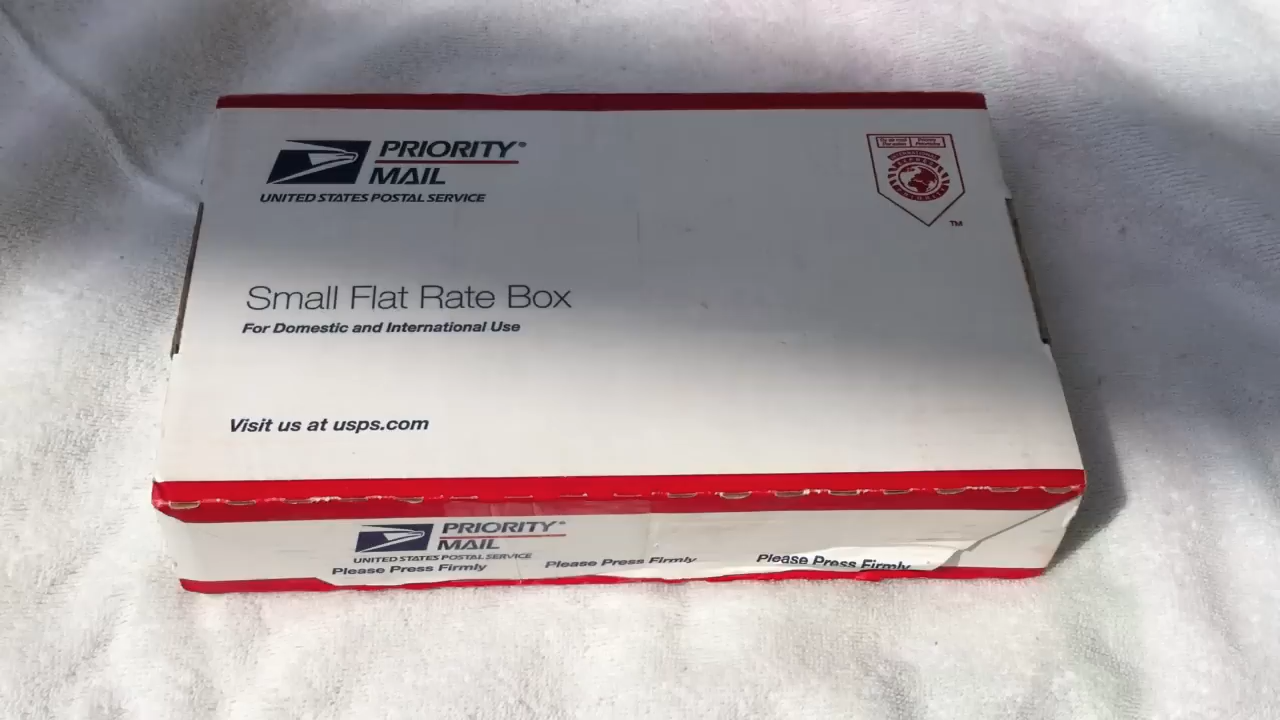 PRIORITY®
MAIL
UNITED STATES POSTAL SERVICE
INTERNATIONAL
TM
Small Flat Rate Box
For Domestic and International Use
Visit us at usps.com
PRIORITY®
MAIL
UNITED STATES POSTAL SERVICE
Please Press Firmly
Please Press Firmly
Please Press Firmly